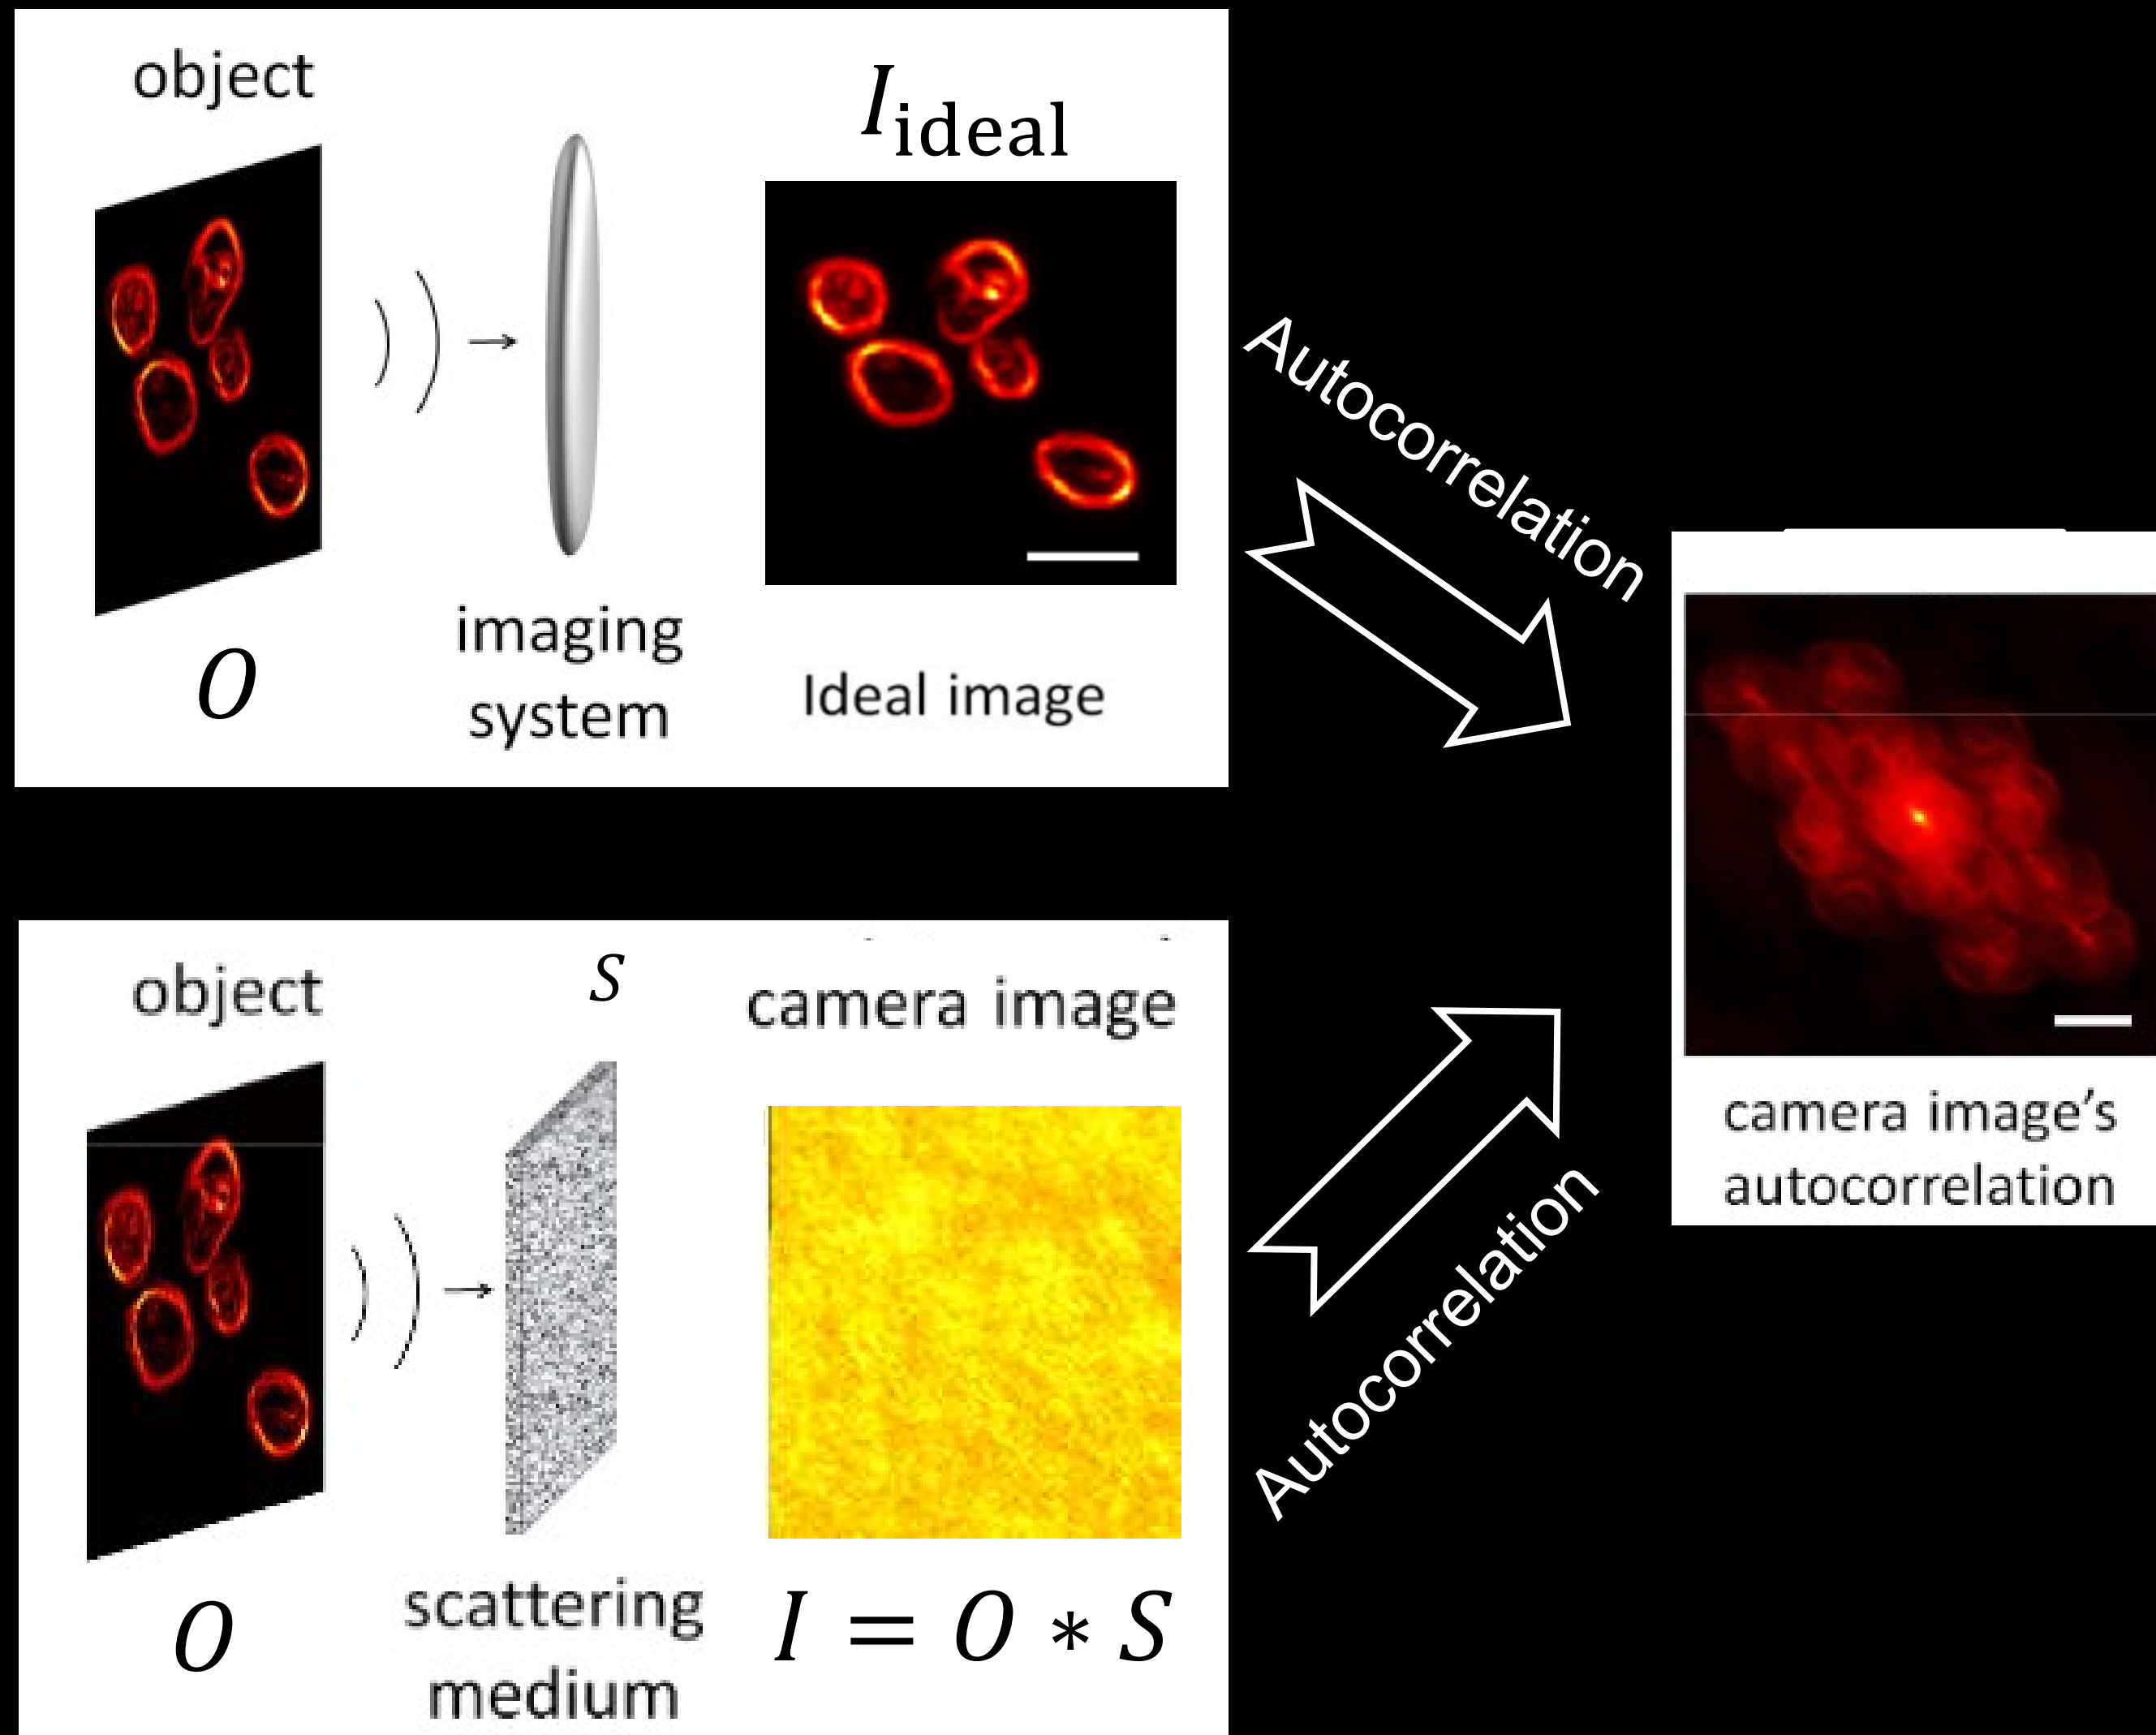 object
I_ideal
O
imaging
system
Ideal image
Autocorrelation
object
S
camera image
O
scattering
medium
I = O * S
Autocorrelation
camera image's
autocorrelation